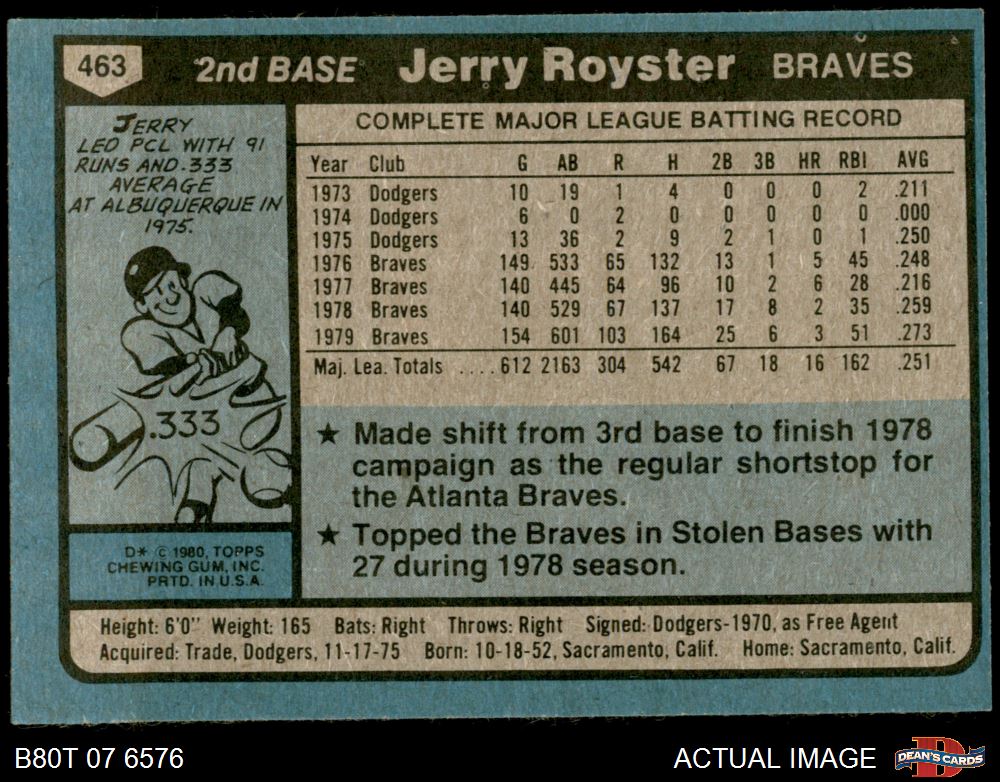 463 2nd BASE Jerry Royster BRAVES
JERRY
LED PCL WITH 91
RUNS AND .333
AVERAGE
AT ALBUQUERQUE IN
1975.
.333
D* © 1980, TOPPS
CHEWING GUM, INC.
PRTD. IN U.S.A.
COMPLETE MAJOR LEAGUE BATTING RECORD
Year Club G AB R H 2B 3B HR RBI AVG
1973 Dodgers 10 19 1 4 0 0 0 2 .211
1974 Dodgers 6 0 2 0 0 0 0 0 .000
1975 Dodgers 13 36 2 9 2 1 0 1 .250
1976 Braves 149 533 65 132 13 1 5 45 .248
1977 Braves 140 445 64 96 10 2 6 28 .216
1978 Braves 140 529 67 137 17 8 2 35 .259
1979 Braves 154 601 103 164 25 6 3 51 .273
Maj. Lea. Totals .... 612 2163 304 542 67 18 16 162 .251
★ Made shift from 3rd base to finish 1978
campaign as the regular shortstop for
the Atlanta Braves.
★ Topped the Braves in Stolen Bases with
27 during 1978 season.
Height: 6'0" Weight: 165 Bats: Right Throws: Right Signed: Dodgers-1970, as Free Agent
Acquired: Trade, Dodgers, 11-17-75 Born: 10-18-52, Sacramento, Calif. Home: Sacramento, Calif.
B80T 07 6576 ACTUAL IMAGE D DEAN'S CARDS